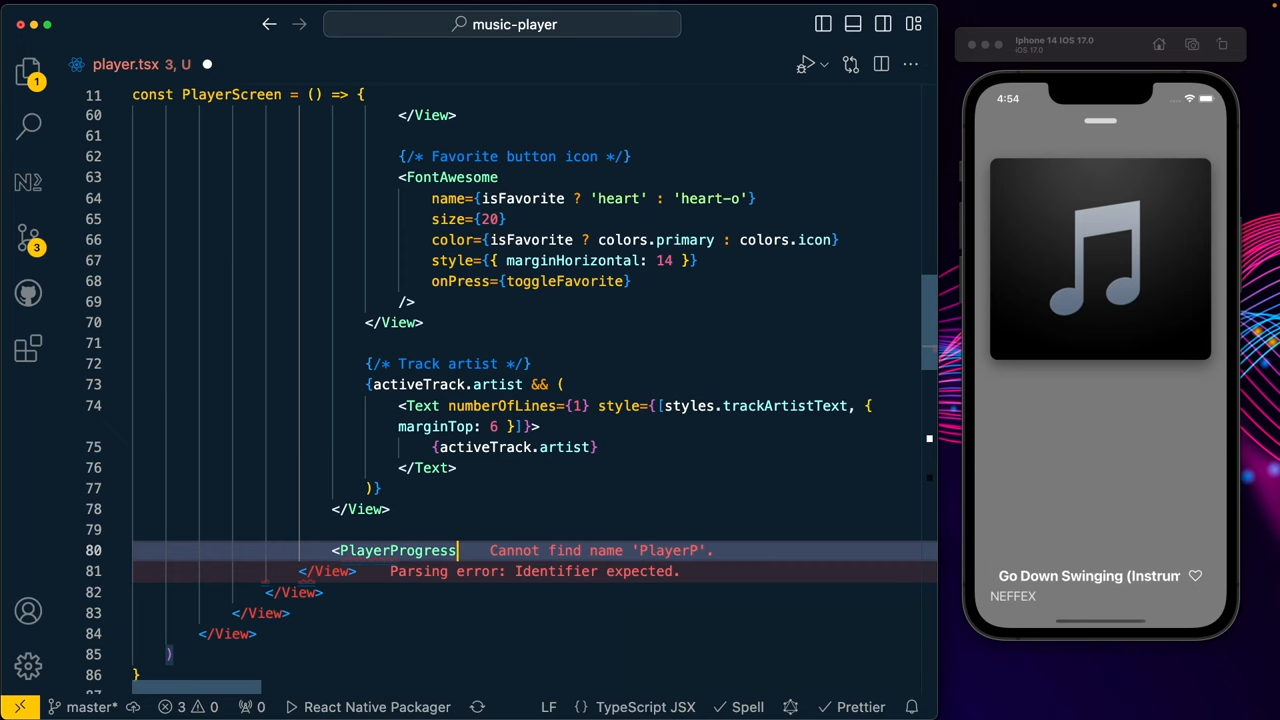 music-player
1
3
player.tsx 3, U
11 const PlayerScreen = () => {
60 </View>
61
62 {/* Favorite button icon */}
63 <FontAwesome
64 name={isFavorite ? 'heart' : 'heart-o'}
65 size={20}
66 color={isFavorite ? colors.primary : colors.icon}
67 style={{ marginHorizontal: 14 }}
68 onPress={toggleFavorite}
69 />
70 </View>
71
72 {/* Track artist */}
73 {activeTrack.artist && (
74 <Text numberOfLines={1} style={[styles.trackArtistText, {
marginTop: 6 }]}>
75 {activeTrack.artist}
76 </Text>
77 )}
78 </View>
79
80 <PlayerProgress Cannot find name 'PlayerP'.
81 </View> Parsing error: Identifier expected.
82 </View>
83 </View>
84 </View>
85 )
86 }
master* 3 0 0 React Native Packager LF {} TypeScript JSX Spell Prettier
Iphone 14 IOS 17.0
iOS 17.0
4:54
Go Down Swinging (Instrum
NEFFEX